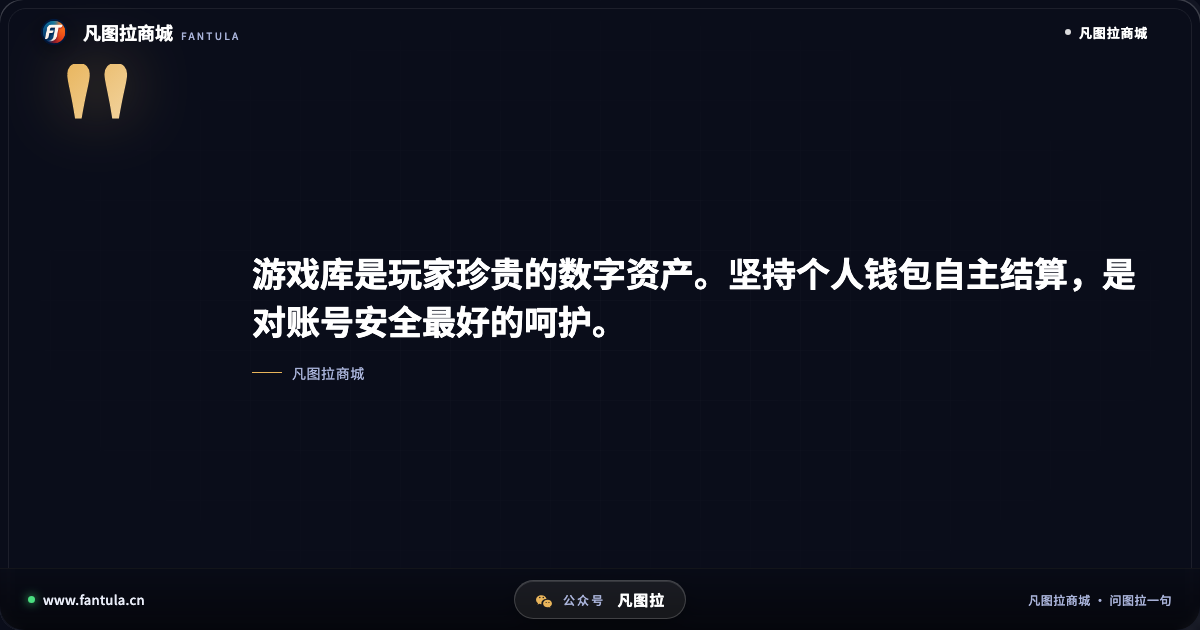 凡图拉商城 FANTULA
凡图拉商城
"
游戏库是玩家珍贵的数字资产。坚持个人钱包自主结算，是
对账号安全最好的呵护。
凡图拉商城
www.fantula.cn
公众号 凡图拉
凡图拉商城 · 问图拉一句